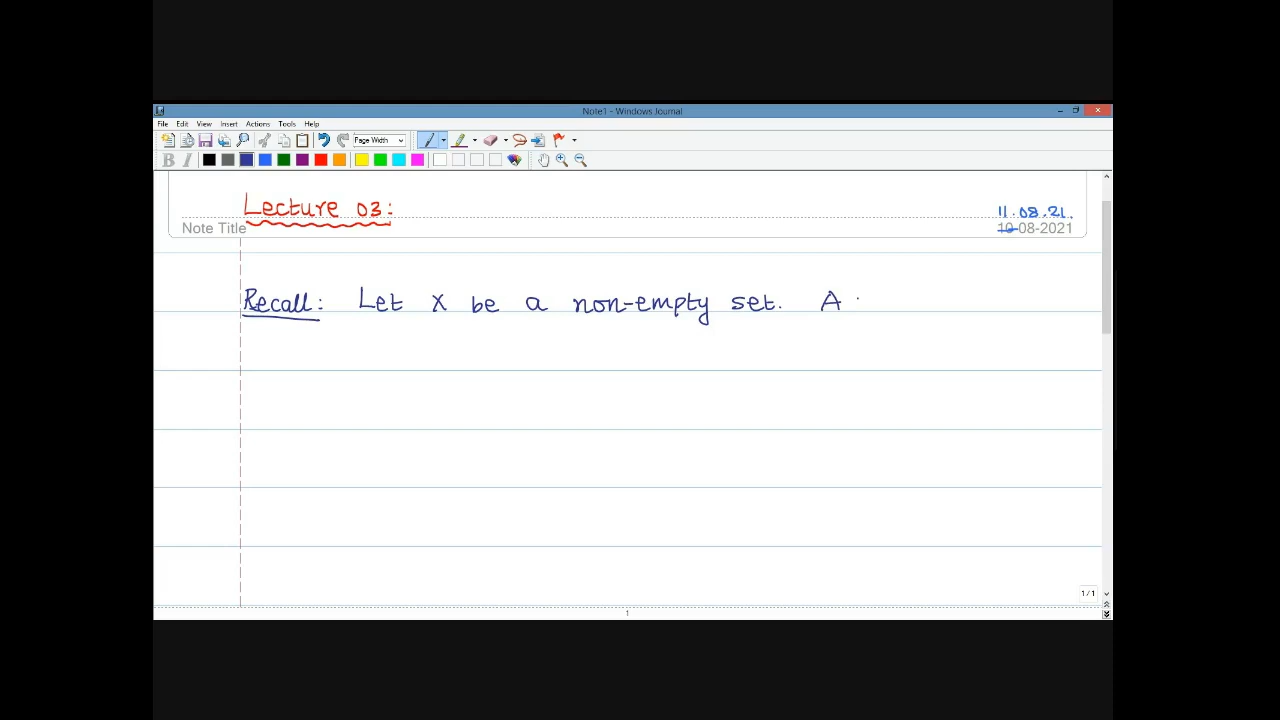 Note1 - Windows Journal
File Edit View Insert Actions Tools Help
Page Width
B I
Lecture 03:
11.08.21.
Note Title
10-08-2021
Recall: Let X be a non-empty set. A
1/1
1